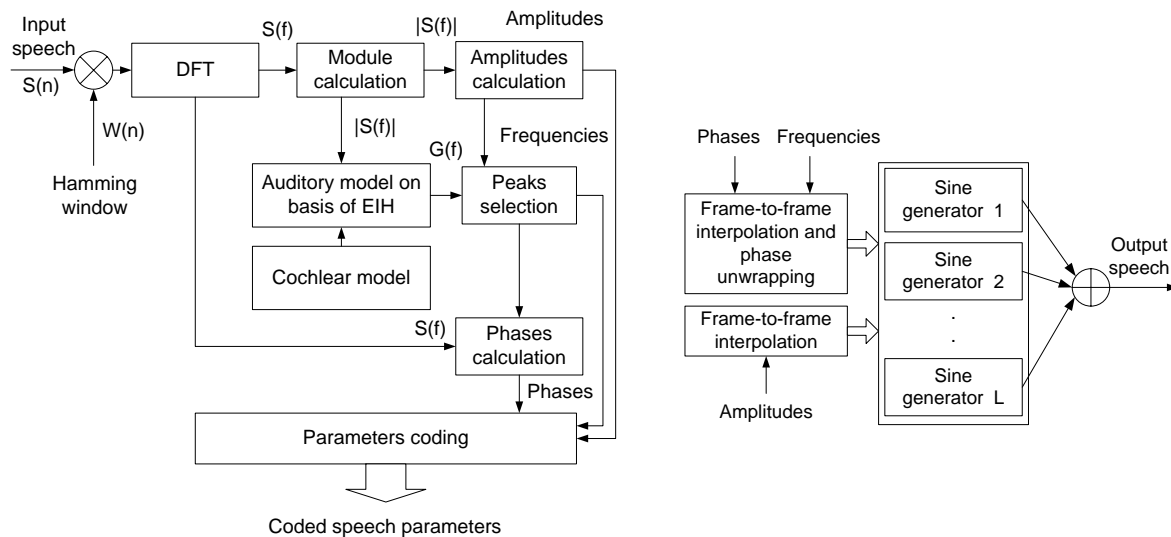 Input
speech
S(n)
W(n)
Hamming
window
DFT
S(f)
Module
calculation
|S(f)|
Amplitudes
Amplitudes
calculation
|S(f)|
Frequencies
G(f)
Auditory model on
basis of EIH
Peaks
selection
Cochlear model
S(f)
Phases
calculation
Phases
Parameters coding
Coded speech parameters
Phases
Frequencies
Frame-to-frame
interpolation and
phase
unwrapping
Frame-to-frame
interpolation
Amplitudes
Sine
generator 1
Sine
generator 2
.
.
Sine
generator L
Output
speech